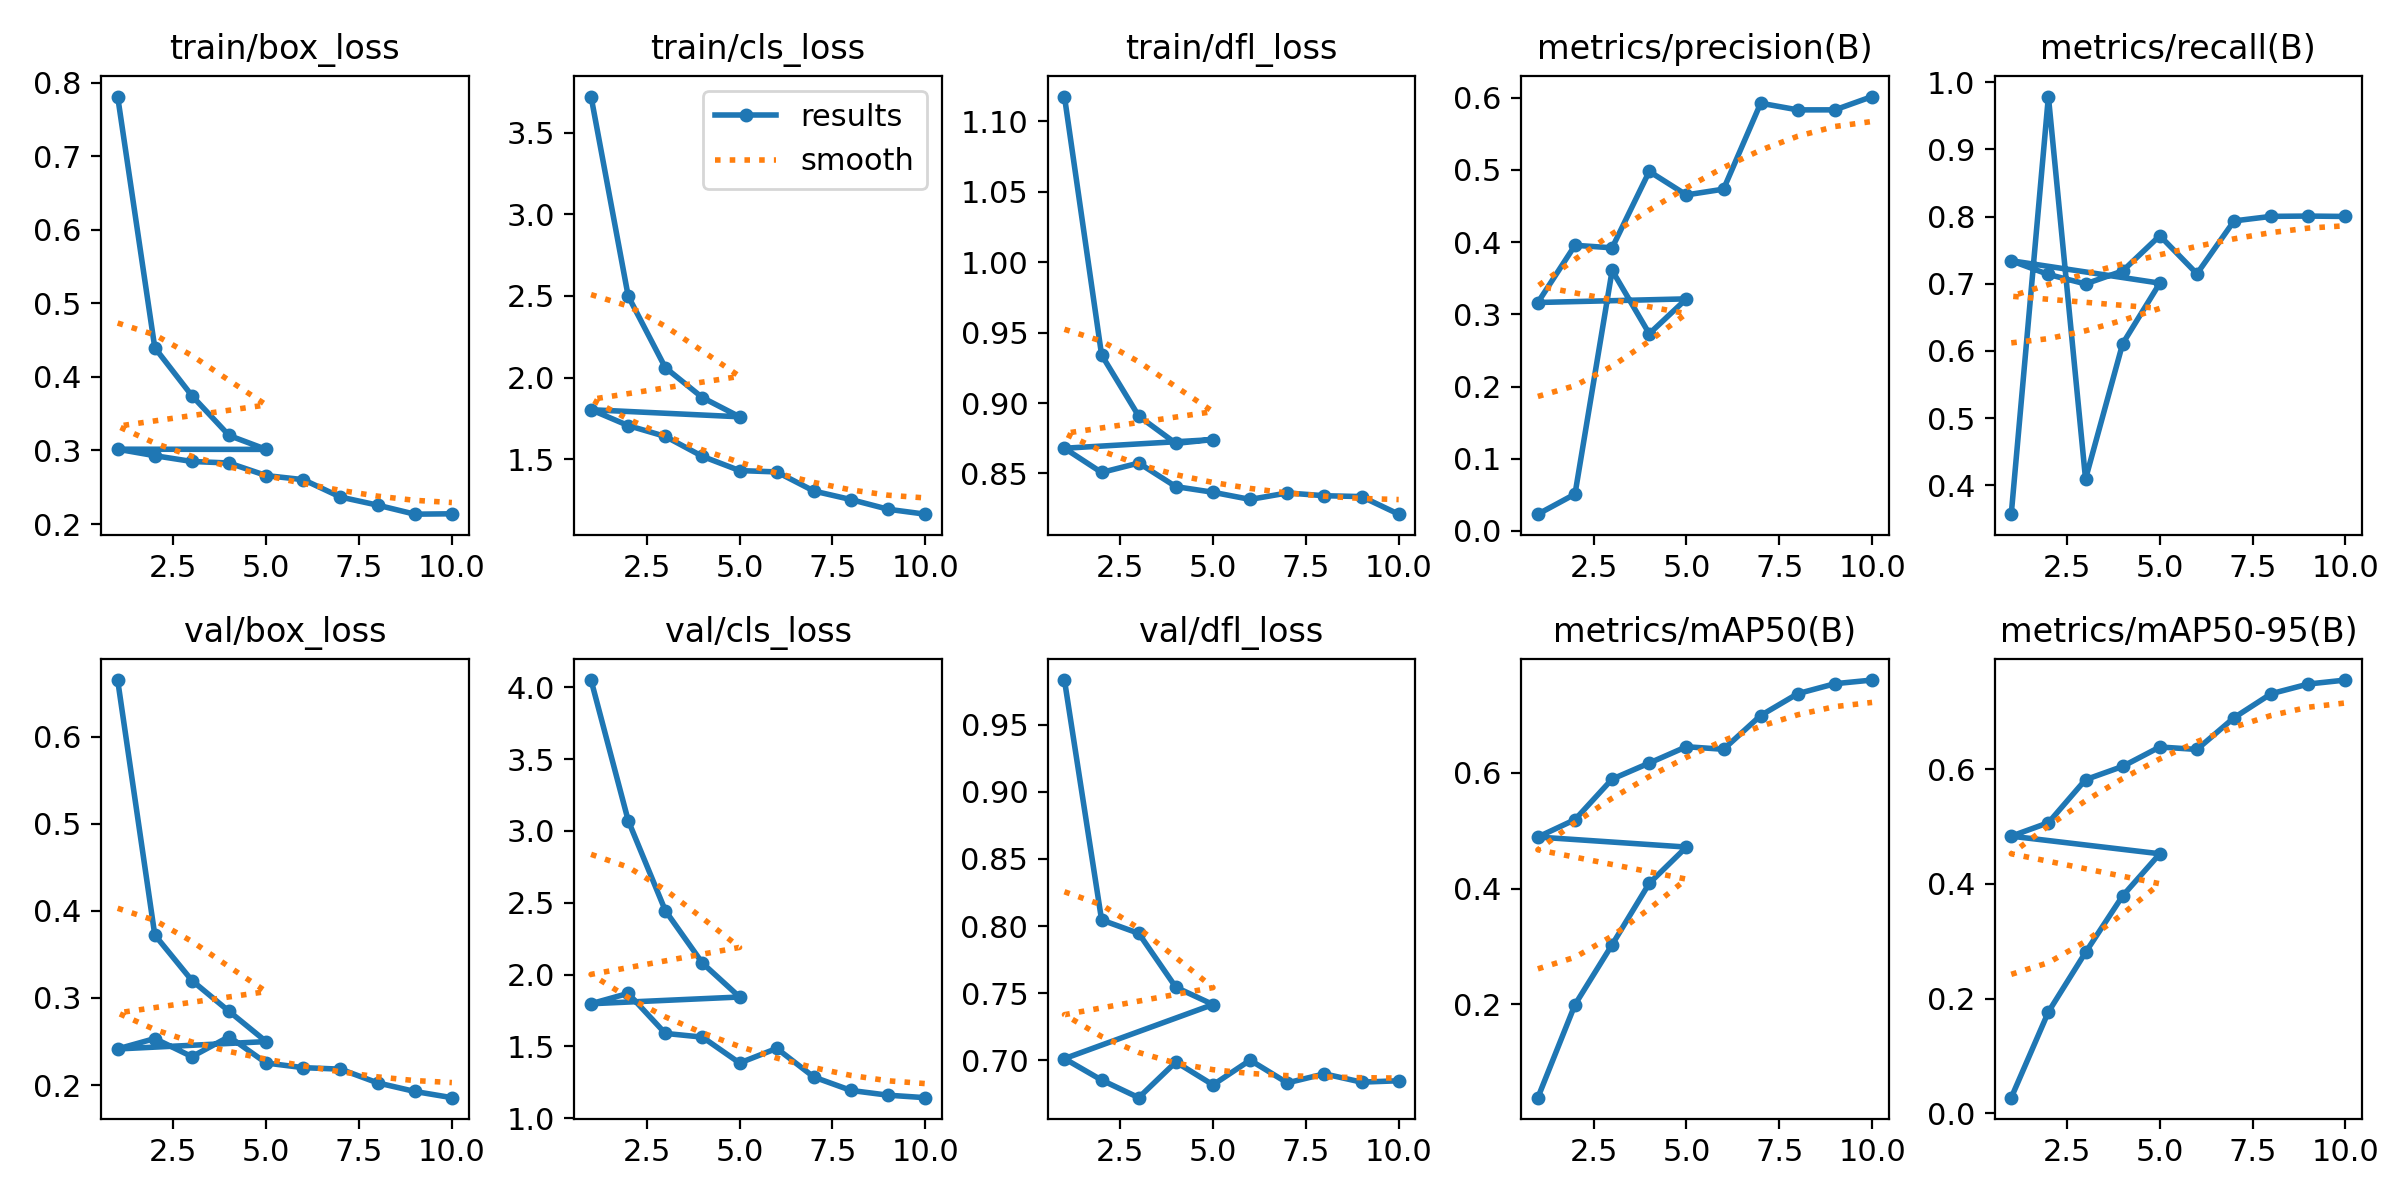 train/box_loss
train/cls_loss
train/dfl_loss
metrics/precision(B)
metrics/recall(B)
0.8
0.7
0.6
0.5
0.4
0.3
0.2
2.5 5.0 7.5 10.0
results
smooth
3.5
3.0
2.5
2.0
1.5
2.5 5.0 7.5 10.0
1.10
1.05
1.00
0.95
0.90
0.85
2.5 5.0 7.5 10.0
0.6
0.5
0.4
0.3
0.2
0.1
0.0
2.5 5.0 7.5 10.0
1.0
0.9
0.8
0.7
0.6
0.5
0.4
2.5 5.0 7.5 10.0
val/box_loss
val/cls_loss
val/dfl_loss
metrics/mAP50(B)
metrics/mAP50-95(B)
0.6
0.5
0.4
0.3
0.2
2.5 5.0 7.5 10.0
4.0
3.5
3.0
2.5
2.0
1.5
1.0
2.5 5.0 7.5 10.0
0.95
0.90
0.85
0.80
0.75
0.70
2.5 5.0 7.5 10.0
0.6
0.4
0.2
2.5 5.0 7.5 10.0
0.6
0.4
0.2
0.0
2.5 5.0 7.5 10.0